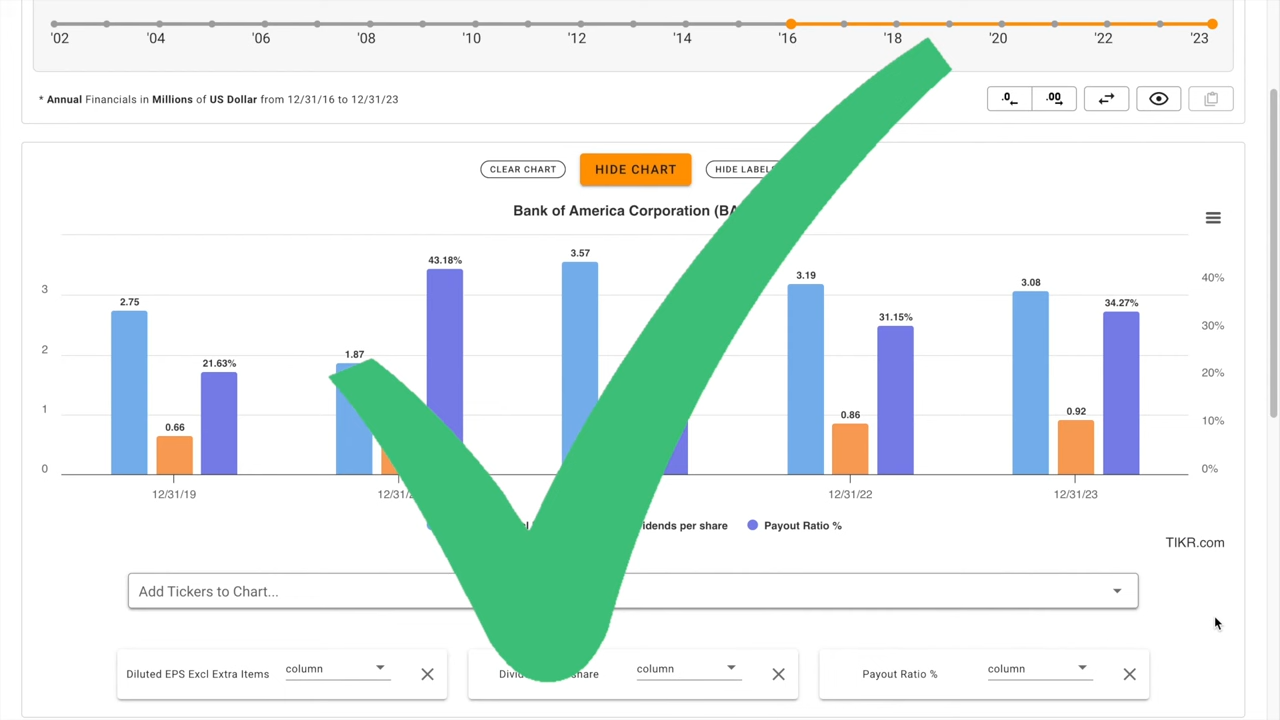 '02 '04 '06 '08 '10 '12 '14 '16 '18 '20 '22 '23
* Annual Financials in Millions of US Dollar from 12/31/16 to 12/31/23
.0 .00
CLEAR CHART HIDE CHART HIDE
Bank of America Corporation
3.57
43.18%
3.19
3.08
40%
3
2.75
34.27%
31.15%
30%
2
1.87
21.63%
20%
1
0.66
0.86
0.92
10%
0
0%
12/31/19 12/31/22 12/31/23
per share Payout Ratio %
TIKR.com
Add Tickers to Chart...
Diluted EPS Excl Extra Items column column Payout Ratio % column